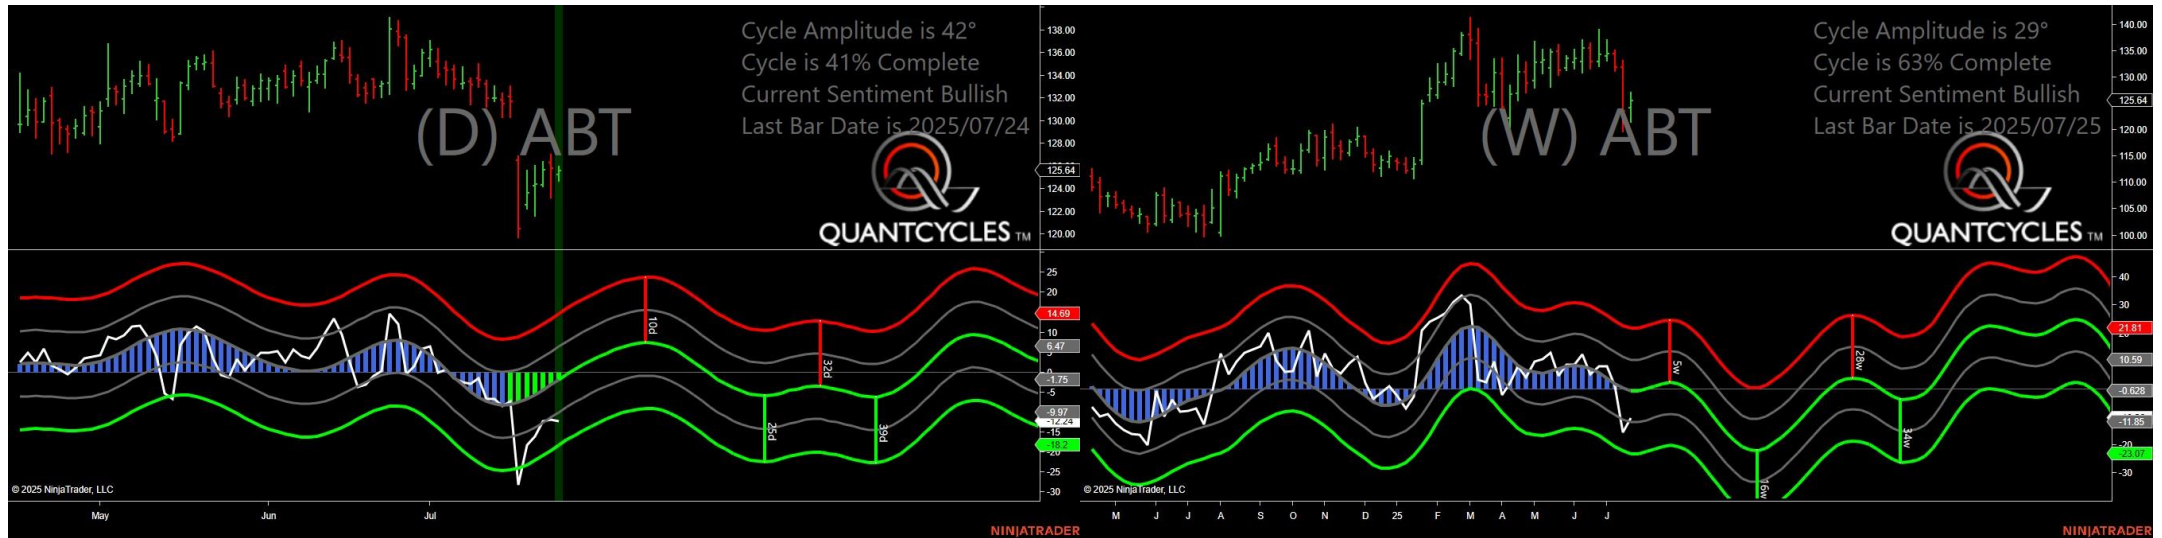 Cycle Amplitude is 42°
Cycle is 41% Complete
Current Sentiment Bullish
Last Bar Date is 2025/07/24
(D) ABT
QUANTCYCLES TM
138.00
136.00
134.00
132.00
130.00
128.00
125.64
124.00
122.00
120.00
25
20
14.69
10
6.47
-1.75
-5
-9.97
-12.24
-15
-18.2
-25
-30
10d
32d
25d
39d
© 2025 NinjaTrader, LLC
May
Jun
Jul
NINJATRADER
Cycle Amplitude is 29°
Cycle is 63% Complete
Current Sentiment Bullish
Last Bar Date is 2025/07/25
(W) ABT
QUANTCYCLES TM
140.00
135.00
130.00
125.64
120.00
115.00
110.00
105.00
100.00
40
30
21.81
10.59
-0.628
-11.85
-20
-23.07
-30
5w
28w
16w
34w
© 2025 NinjaTrader, LLC
M
J
J
A
S
O
N
D
25
F
M
A
M
J
J
NINJATRADER